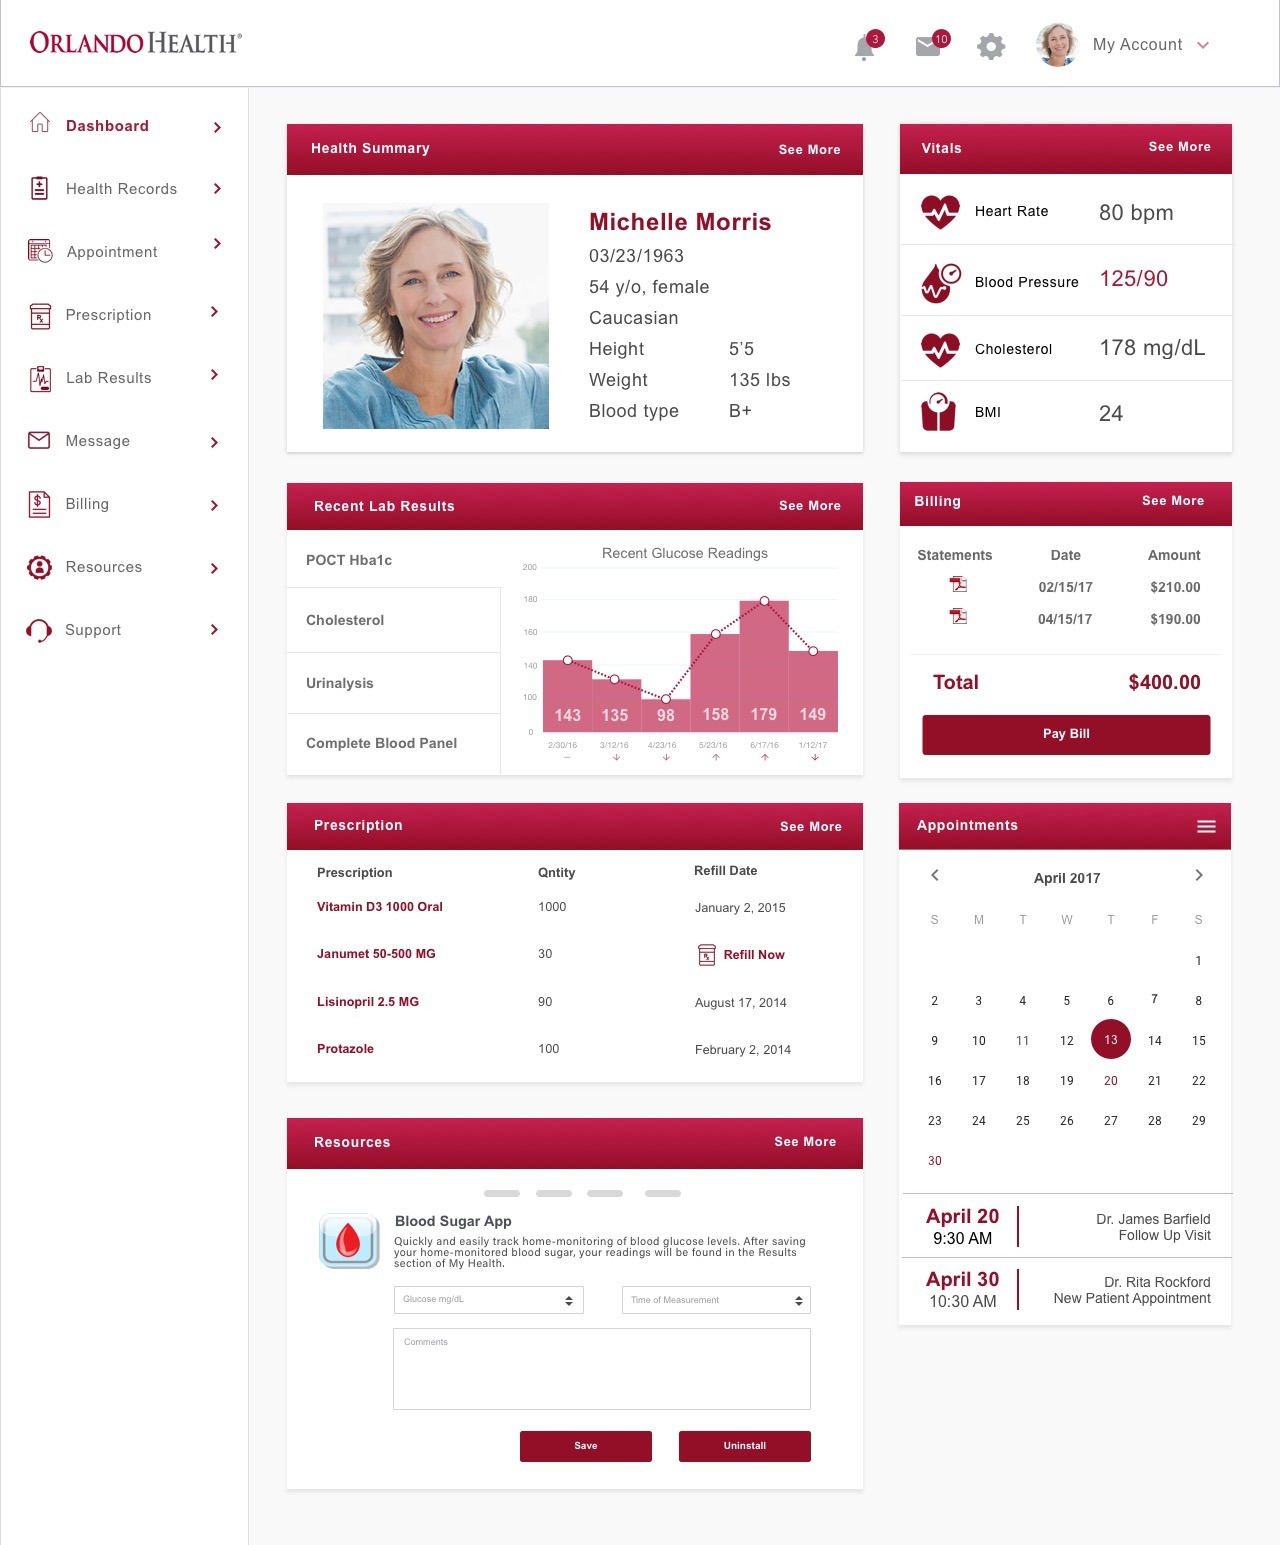 ORLANDO HEALTH®
3
10
My Account
Dashboard
Health Records
Appointment
Prescription
Lab Results
Message
Billing
Resources
Support
Health Summary
See More
Michelle Morris
03/23/1963
54 y/o, female
Caucasian
Height 5'5
Weight 135 lbs
Blood type B+
Vitals
See More
Heart Rate 80 bpm
Blood Pressure 125/90
Cholesterol 178 mg/dL
BMI 24
Recent Lab Results
See More
POCT Hba1c
Cholesterol
Urinalysis
Complete Blood Panel
Recent Glucose Readings
200
180
160
140
100
0
143 135 98 158 179 149
2/30/16 3/12/16 4/23/16 5/23/16 6/17/16 1/12/17
Billing
See More
Statements Date Amount
02/15/17 $210.00
04/15/17 $190.00
Total $400.00
Pay Bill
Prescription
See More
Prescription Qntity Refill Date
Vitamin D3 1000 Oral 1000 January 2, 2015
Janumet 50-500 MG 30 Refill Now
Lisinopril 2.5 MG 90 August 17, 2014
Protazole 100 February 2, 2014
Appointments
April 2017
S M T W T F S
1
2 3 4 5 6 7 8
9 10 11 12 13 14 15
16 17 18 19 20 21 22
23 24 25 26 27 28 29
30
April 20
9:30 AM
Dr. James Barfield
Follow Up Visit
April 30
10:30 AM
Dr. Rita Rockford
New Patient Appointment
Resources
See More
Blood Sugar App
Quickly and easily track home-monitoring of blood glucose levels. After saving
your home-monitored blood sugar, your readings will be found in the Results
section of My Health.
Glucose mg/dL
Time of Measurement
Comments
Save
Uninstall